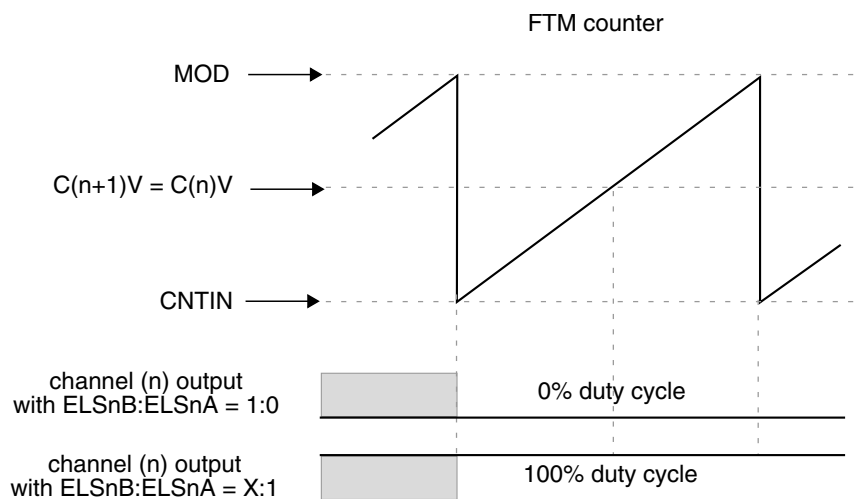 FTM counter
MOD
C(n+1)V = C(n)V
CNTIN
channel (n) output
with ELSnB:ELSnA = 1:0
0% duty cycle
channel (n) output
with ELSnB:ELSnA = X:1
100% duty cycle